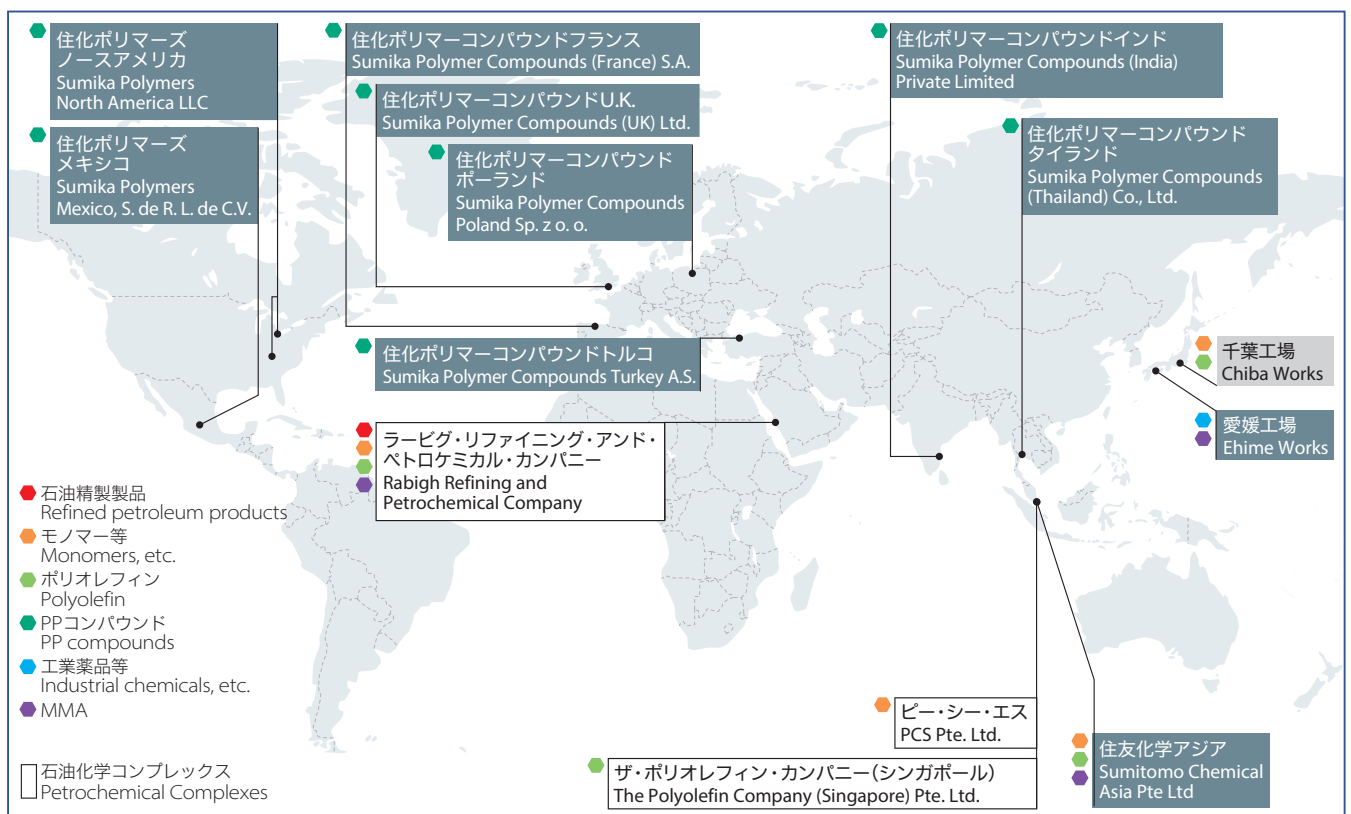 住化ポリマーズ
ノースアメリカ
Sumika Polymers
North America LLC
住化ポリマーズ
メキシコ
Sumika Polymers
Mexico, S. de R. L. de C.V.
住化ポリマーコンパウンドフランス
Sumika Polymer Compounds (France) S.A.
住化ポリマーコンパウンドU.K.
Sumika Polymer Compounds (UK) Ltd.
住化ポリマーコンパウンド
ポーランド
Sumika Polymer Compounds
Poland Sp. z o. o.
住化ポリマーコンパウンドインド
Sumika Polymer Compounds (India)
Private Limited
住化ポリマーコンパウンド
タイランド
Sumika Polymer Compounds
(Thailand) Co., Ltd.
住化ポリマーコンパウンドトルコ
Sumika Polymer Compounds Turkey A.S.
千葉工場
Chiba Works
愛媛工場
Ehime Works
ラービグ・リファイニング・アンド・
ペトロケミカル・カンパニー
Rabigh Refining and
Petrochemical Company
石油精製製品
Refined petroleum products
モノマー等
Monomers, etc.
ポリオレフィン
Polyolefin
PPコンパウンド
PP compounds
工業薬品等
Industrial chemicals, etc.
MMA
石油化学コンプレックス
Petrochemical Complexes
ピー・シー・エス
PCS Pte. Ltd.
ザ・ポリオレフィン・カンパニー(シンガポール)
The Polyolefin Company (Singapore) Pte. Ltd.
住友化学アジア
Sumitomo Chemical
Asia Pte Ltd